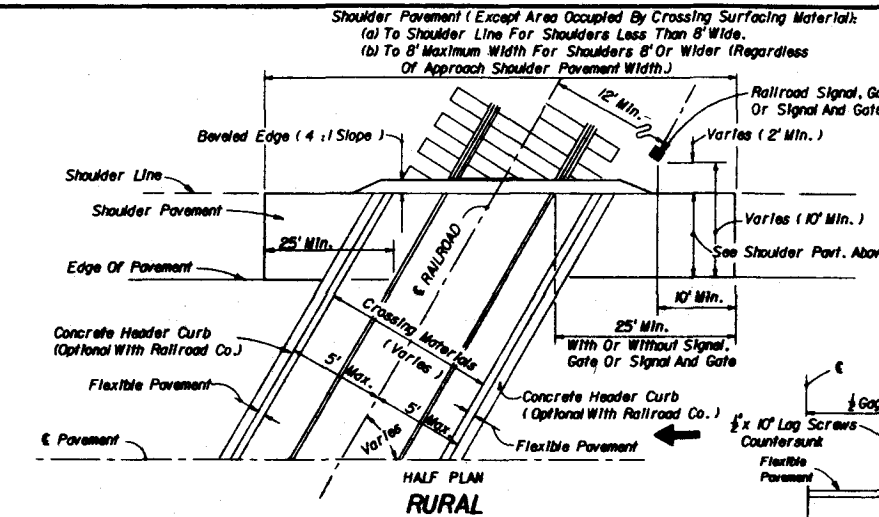 Shoulder Pavement (Except Area Occupied By Crossing Surfacing Material):
(a) To Shoulder Line For Shoulders Less Than 8' Wide.
(b) To 8' Maximum Width For Shoulders 8' Or Wider (Regardless
Of Approach Shoulder Pavement Width.)
12' Min.
Railroad Signal, Ga
Or Signal And Gate
Beveled Edge (4:1 Slope)
Varies (2' Min.)
Shoulder Line
Shoulder Pavement
Varies (10' Min.)
25' Min.
℄ RAILROAD
See Shoulder Pavt. Above
Edge Of Pavement
10' Min.
Crossing Materials
(Varies)
25' Min.
With Or Without Signal,
Gate Or Signal And Gate
Concrete Header Curb
(Optional With Railroad Co.)
5' Max.
5' Max.
Flexible Pavement
Concrete Header Curb
(Optional With Railroad Co.)
℄
½ Gag
½" x 10" Lag Screws
Countersunk
Varies
Flexible Pavement
Flexible
Pavement
℄ Pavement
HALF PLAN
RURAL